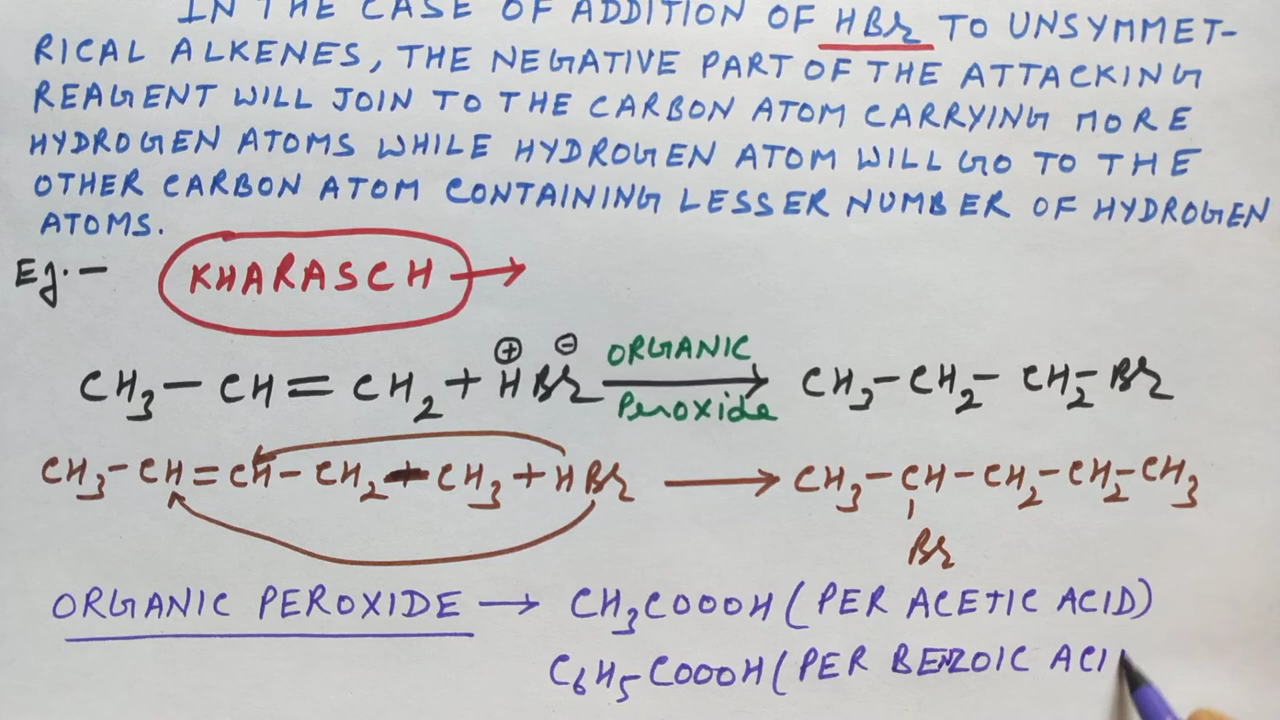 IN THE CASE OF ADDITION OF HBr TO UNSYMMET-
RICAL ALKENES, THE NEGATIVE PART OF THE ATTACKING
REAGENT WILL JOIN TO THE CARBON ATOM CARRYING MORE
HYDROGEN ATOMS WHILE HYDROGEN ATOM WILL GO TO THE
OTHER CARBON ATOM CONTAINING LESSER NUMBER OF HYDROGEN
ATOMS.
Eg.— KHARASCH →
⊕ ⊖ ORGANIC
CH₃–CH=CH₂+HBr → CH₃–CH₂–CH₂–Br
Peroxide
CH₃–CH=CH–CH₂–CH₃+HBr → CH₃–CH–CH₂–CH₂–CH₃
Br
ORGANIC PEROXIDE → CH₃COOOH (PER ACETIC ACID)
C₆H₅COOOH (PER BENZOIC ACI